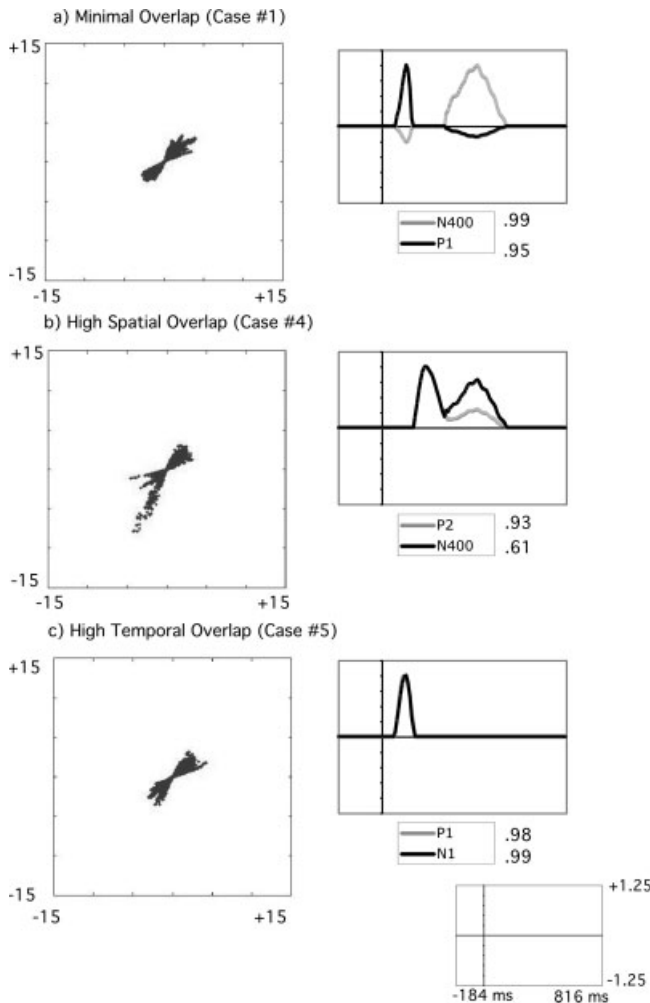 a) Minimal Overlap (Case #1)
+15
-15
-15
+15
N400
.99
P1
.95
b) High Spatial Overlap (Case #4)
+15
-15
-15
+15
P2
.93
N400
.61
c) High Temporal Overlap (Case #5)
+15
-15
-15
+15
P1
.98
N1
.99
+1.25
-1.25
-184 ms
816 ms